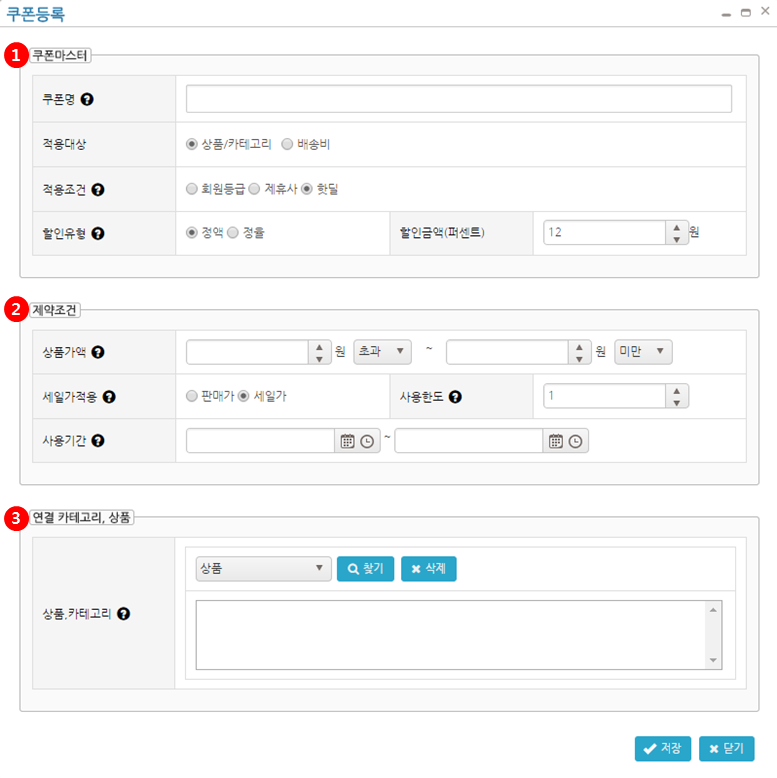 쿠폰등록
1 쿠폰마스터
쿠폰명 ?
적용대상 상품/카테고리 배송비
적용조건 ? 회원등급 제휴사 핫딜
할인유형 ? 정액 정율 할인금액(퍼센트) 12 원
2 제약조건
상품가액 ? 원 초과 ~ 원 미만
세일가적용 ? 판매가 세일가 사용한도 ? 1
사용기간 ? ~
3 연결 카테고리, 상품
상품 찾기 삭제
상품,카테고리 ?
저장 닫기